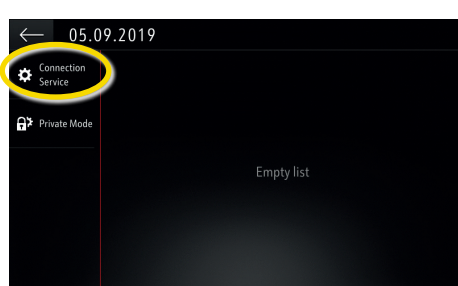 05.09.2019
Connection
Service
Private Mode
Empty list